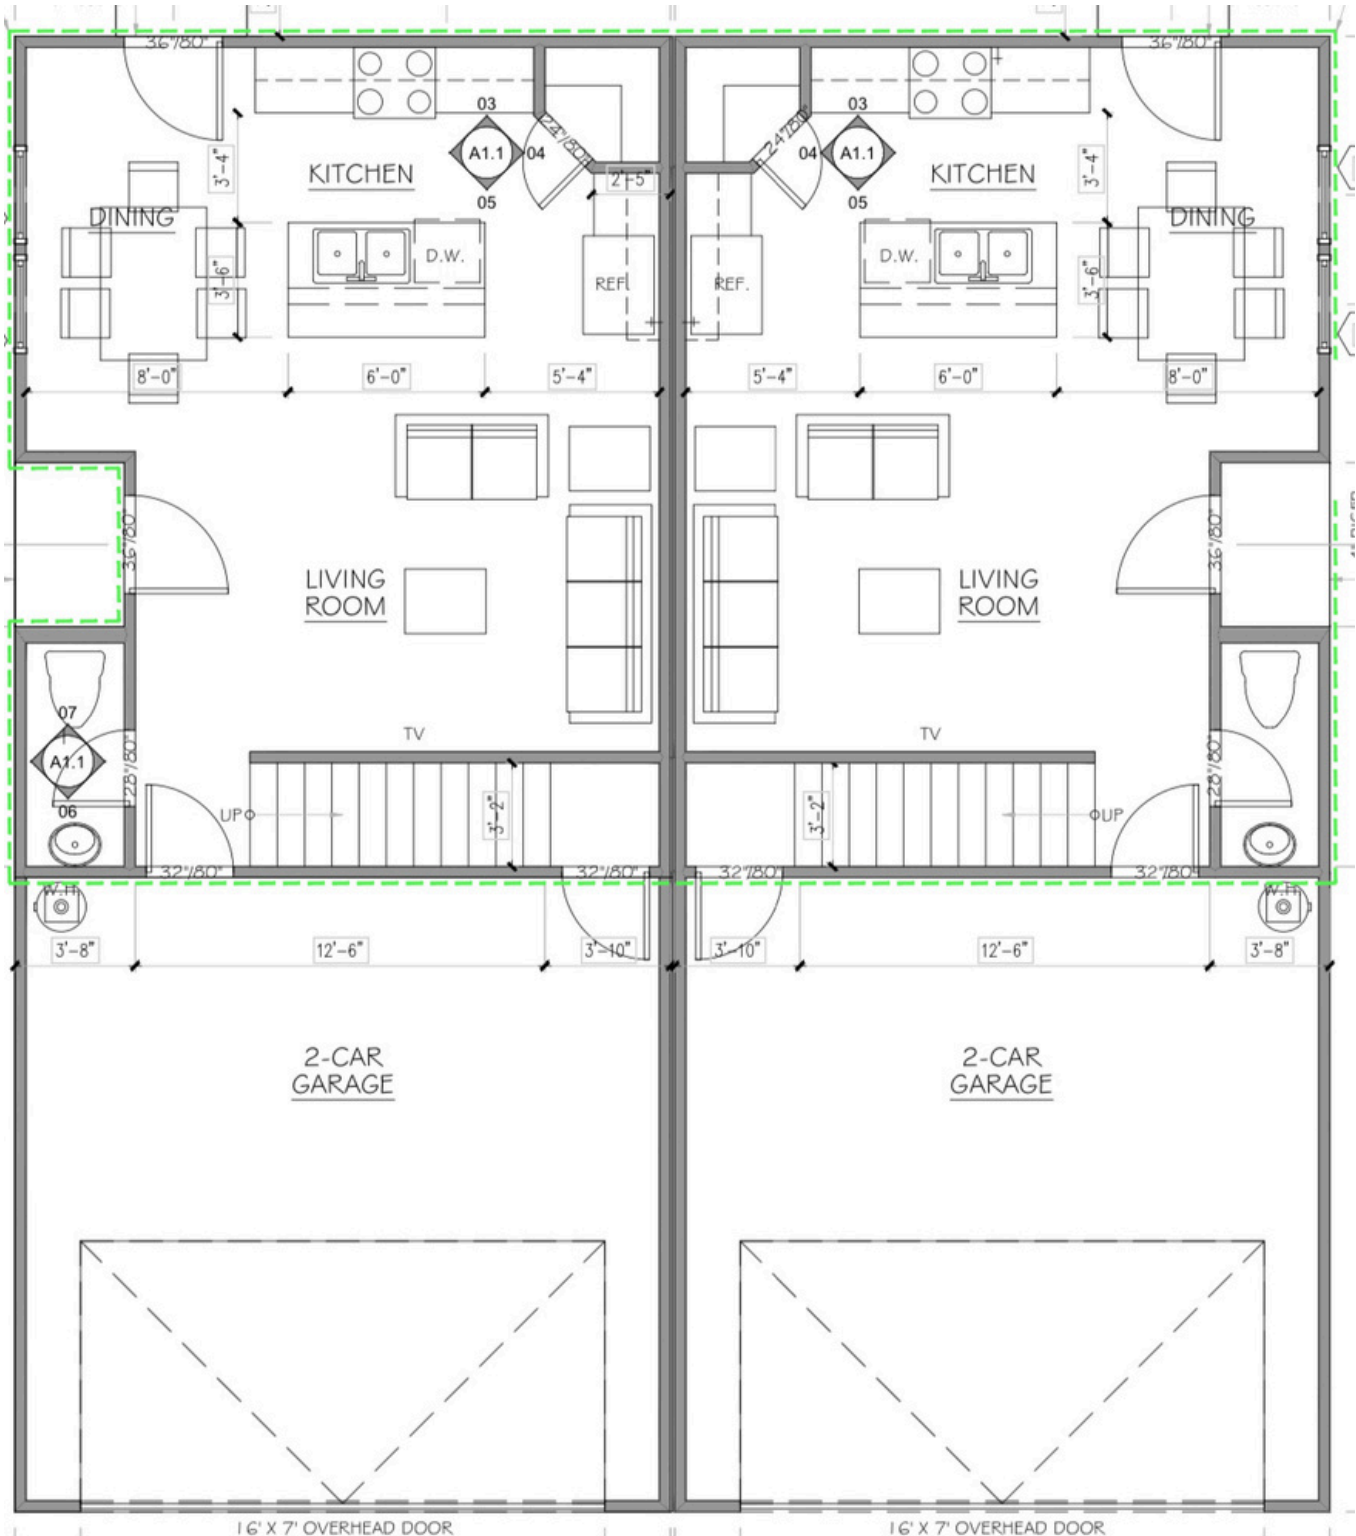 36"/80"
36"/80"
03
03
24"/80"
24"/80"
A1.1
04
04
A1.1
3'-4"
KITCHEN
2'-5"
KITCHEN
3'-4"
05
05
DINING
DINING
D.W.
D.W.
3'-6"
REF.
REF.
3'-6"
8'-0"
6'-0"
5'-4"
5'-4"
6'-0"
8'-0"
36"/80"
36"/80"
LIVING
ROOM
LIVING
ROOM
07
TV
TV
A1.1
28"/80"
28"/80"
06
UP
3'-2"
3'-2"
UP
32"/80"
32"/80"
32"/80"
32"/80"
W.H
W.H
3'-8"
12'-6"
3'-10"
3'-10"
12'-6"
3'-8"
2-CAR
GARAGE
2-CAR
GARAGE
16' X 7' OVERHEAD DOOR
16' X 7' OVERHEAD DOOR